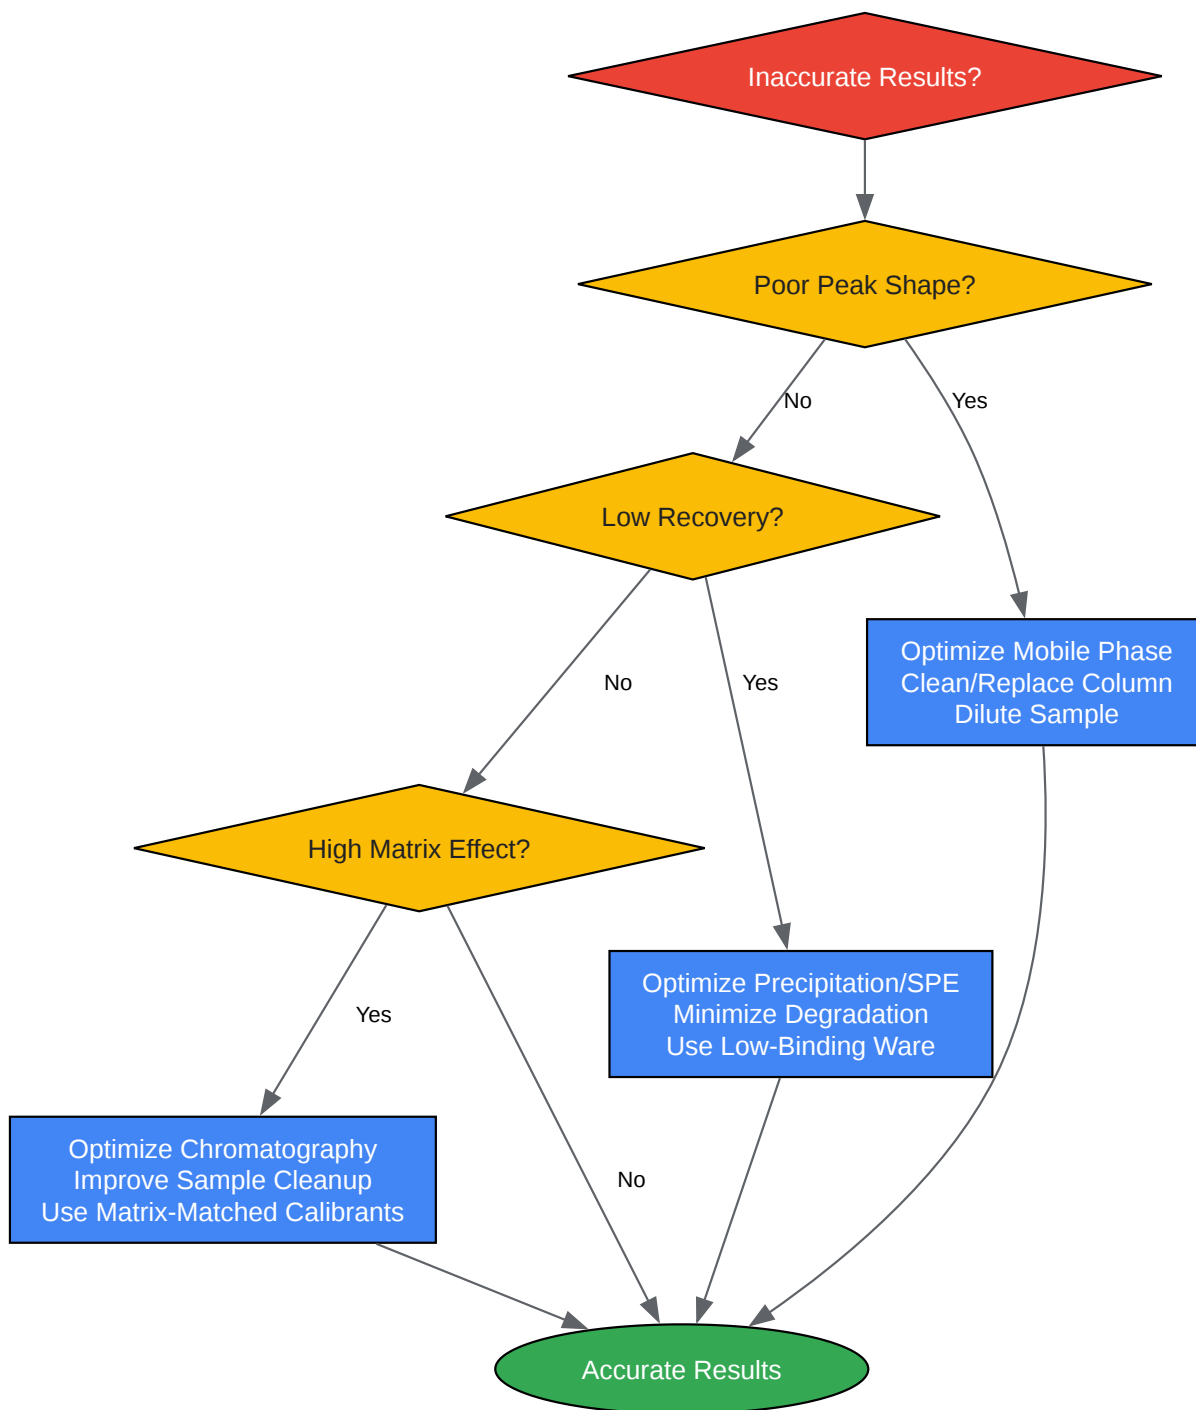 Inaccurate Results?
Poor Peak Shape?
No
Yes
Low Recovery?
No
Yes
Optimize Mobile Phase
Clean/Replace Column
Dilute Sample
High Matrix Effect?
Optimize Precipitation/SPE
Minimize Degradation
Use Low-Binding Ware
Yes
No
Optimize Chromatography
Improve Sample Cleanup
Use Matrix-Matched Calibrants
Accurate Results